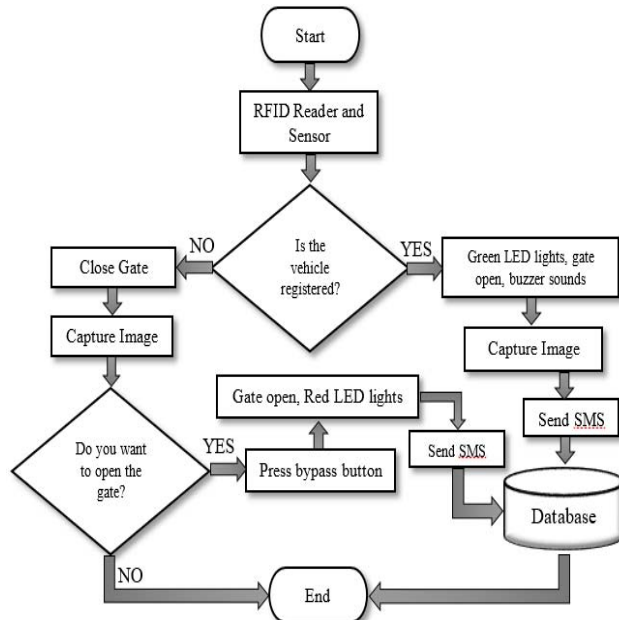 Start
RFID Reader and
Sensor
Is the
vehicle
registered?
NO
YES
Close Gate
Green LED lights, gate
open, buzzer sounds
Capture Image
Capture Image
Gate open, Red LED lights
Send SMS
Do you want
to open the
gate?
YES
Press bypass button
Send SMS
Database
NO
End